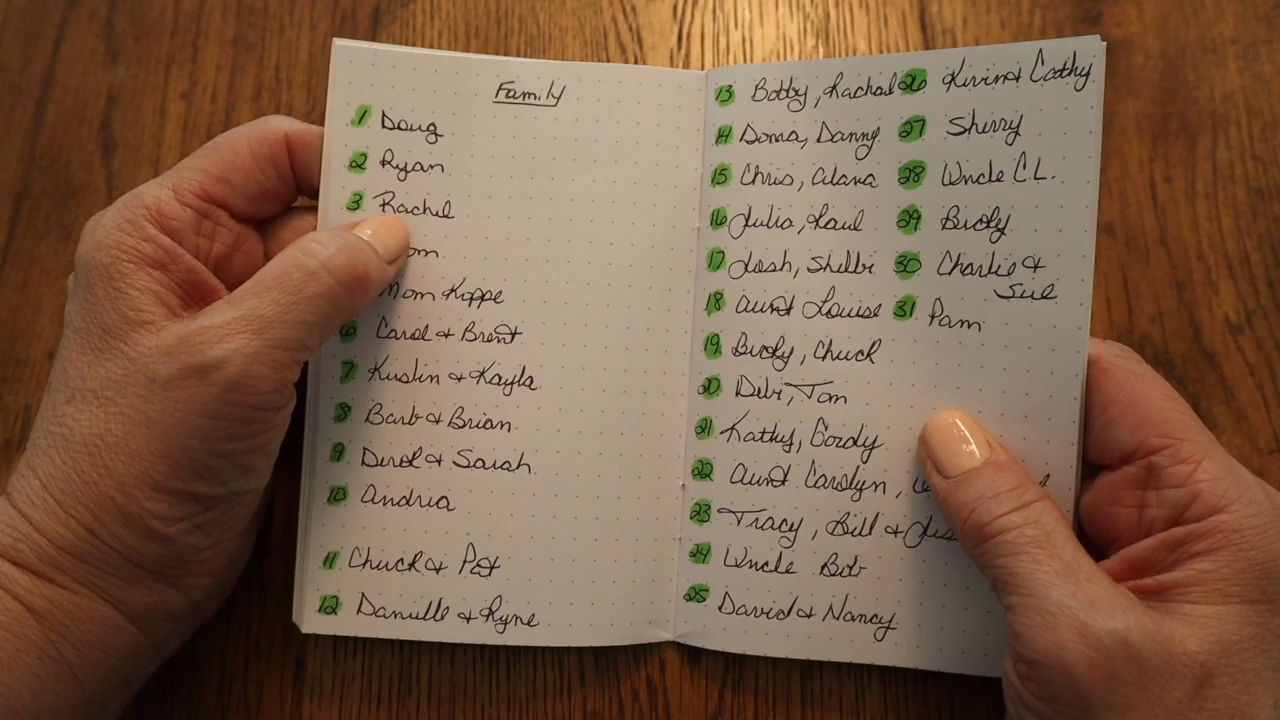 Family
1 Doug
2 Ryan
3 Rachel
Mom Koppe
6 Carol & Brent
7 Kustin & Kayla
8 Barb & Brian
9 Derek & Sarah
10 Andrea
11 Chuck & Pat
12 Danielle & Ryne
13 Bobby, Rachael
14 Donna, Danny
15 Chris, Alana
16 Julia, Paul
17 Josh, Shelbi
18 Aunt Louise
19 Birdy, Chuck
20 Debi, Tom
21 Kathy, Gordy
22 Aunt Carolyn,
23 Tracy, Bill &
24 Uncle Bob
25 David & Nancy
26 Kevin & Cathy
27 Sherry
28 Uncle C.L.
29 Birdy
30 Charlie &
Sue
31 Pam